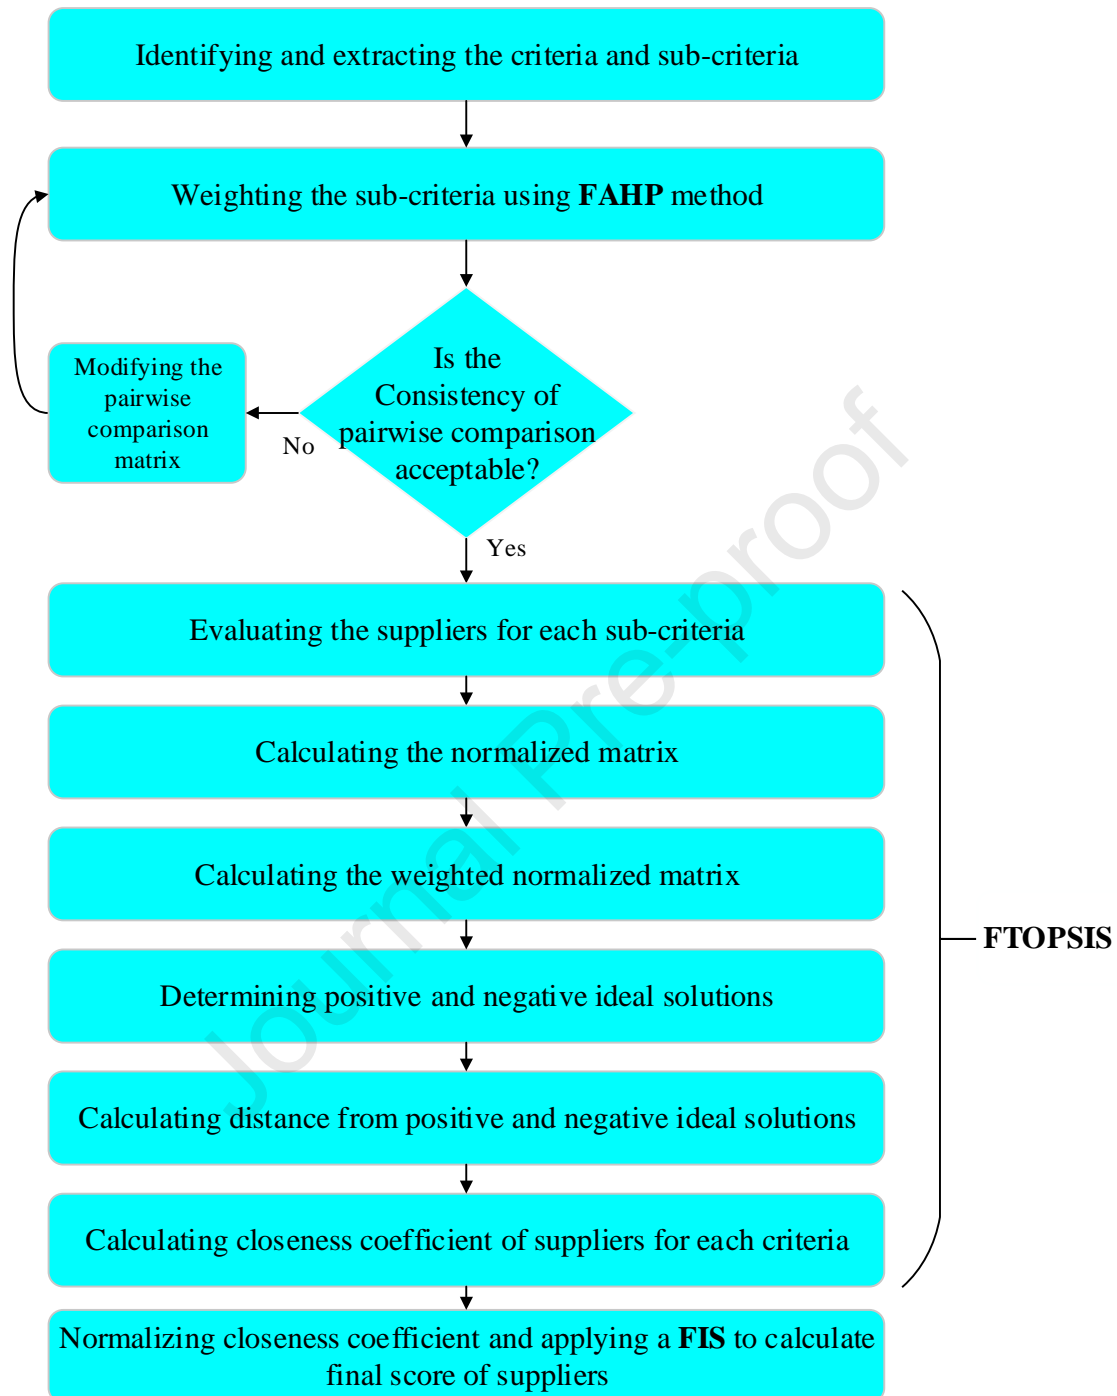 Identifying and extracting the criteria and sub-criteria
Weighting the sub-criteria using FAHP method
Is the
Consistency of
pairwise comparison
acceptable?
Modifying the
pairwise
comparison
matrix
No
Yes
Evaluating the suppliers for each sub-criteria
Calculating the normalized matrix
Calculating the weighted normalized matrix
FTOPSIS
Determining positive and negative ideal solutions
Calculating distance from positive and negative ideal solutions
Calculating closeness coefficient of suppliers for each criteria
Normalizing closeness coefficient and applying a FIS to calculate
final score of suppliers
Journal Pre-proof